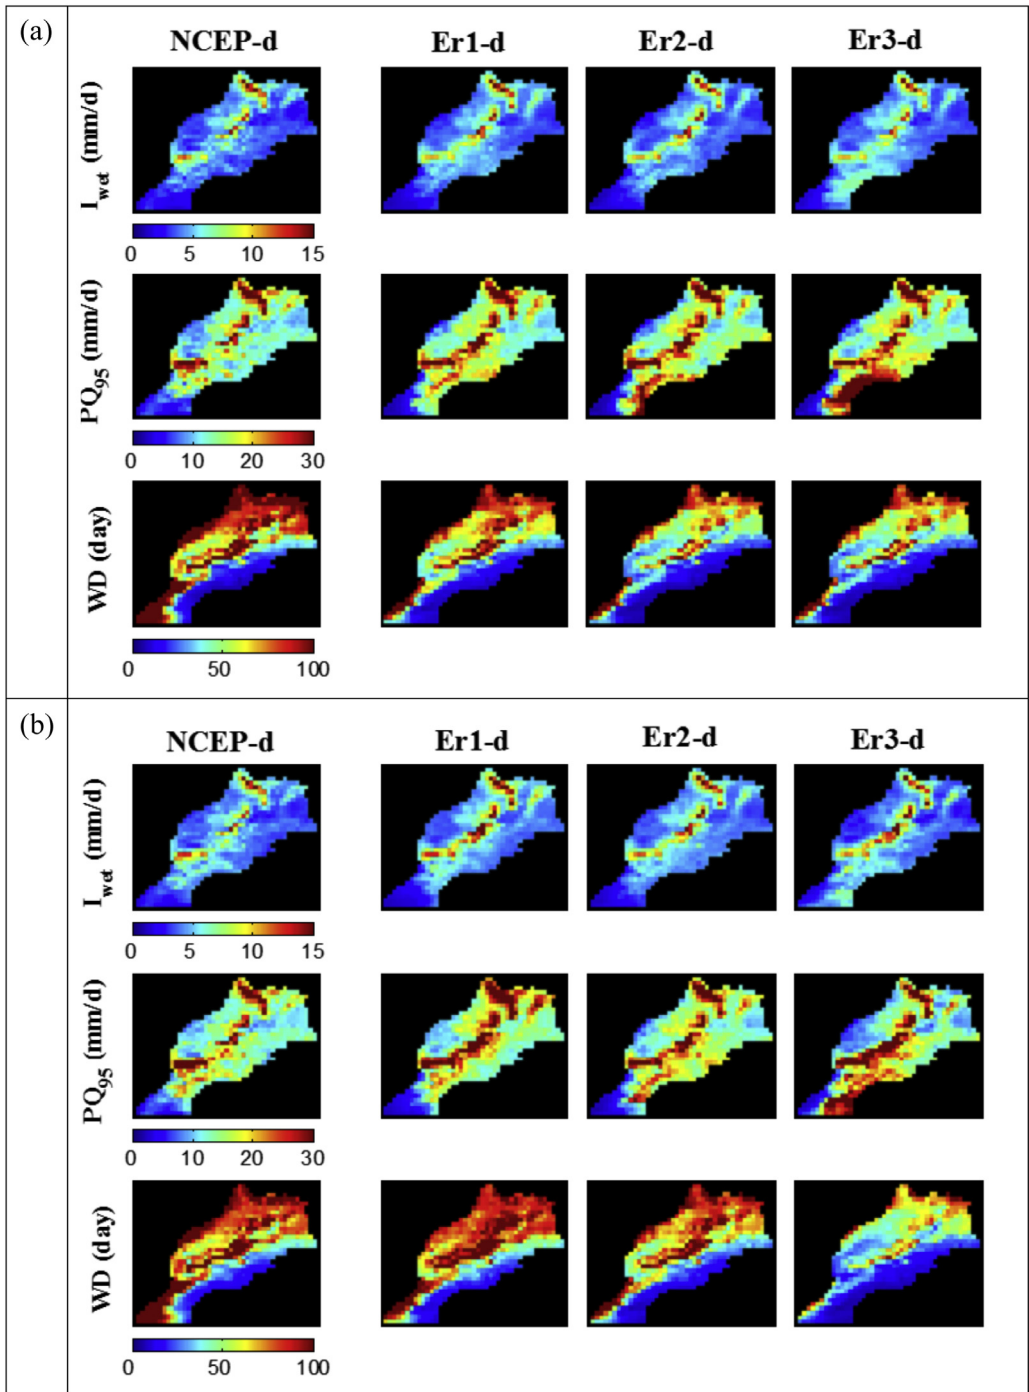 (a)
NCEP-d Er1-d Er2-d Er3-d
I_wet (mm/d)
0 5 10 15
PQ_95 (mm/d)
0 10 20 30
WD (day)
0 50 100
(b)
NCEP-d Er1-d Er2-d Er3-d
I_wet (mm/d)
0 5 10 15
PQ_95 (mm/d)
0 10 20 30
WD (day)
0 50 100